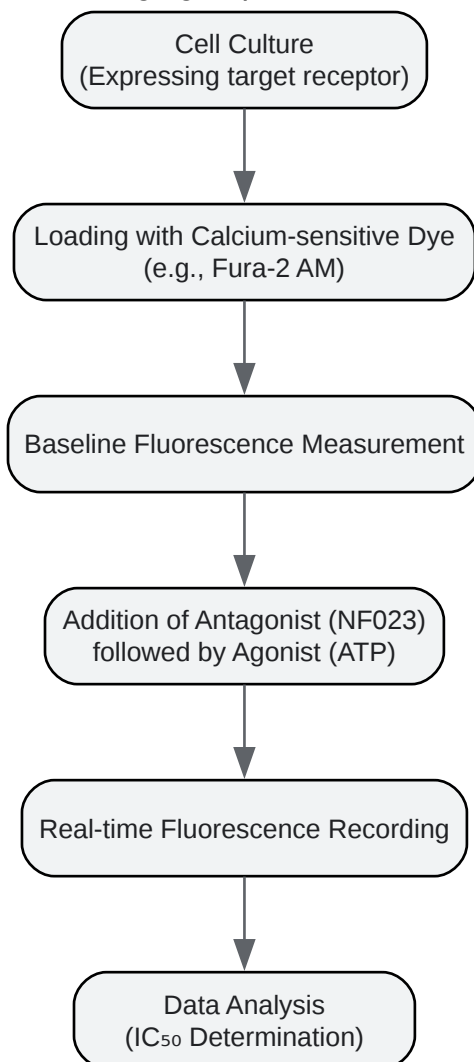 Cell Culture
(Expressing target receptor)
Loading with Calcium-sensitive Dye
(e.g., Fura-2 AM)
Baseline Fluorescence Measurement
Addition of Antagonist (NF023)
followed by Agonist (ATP)
Real-time Fluorescence Recording
Data Analysis
(IC₅₀ Determination)